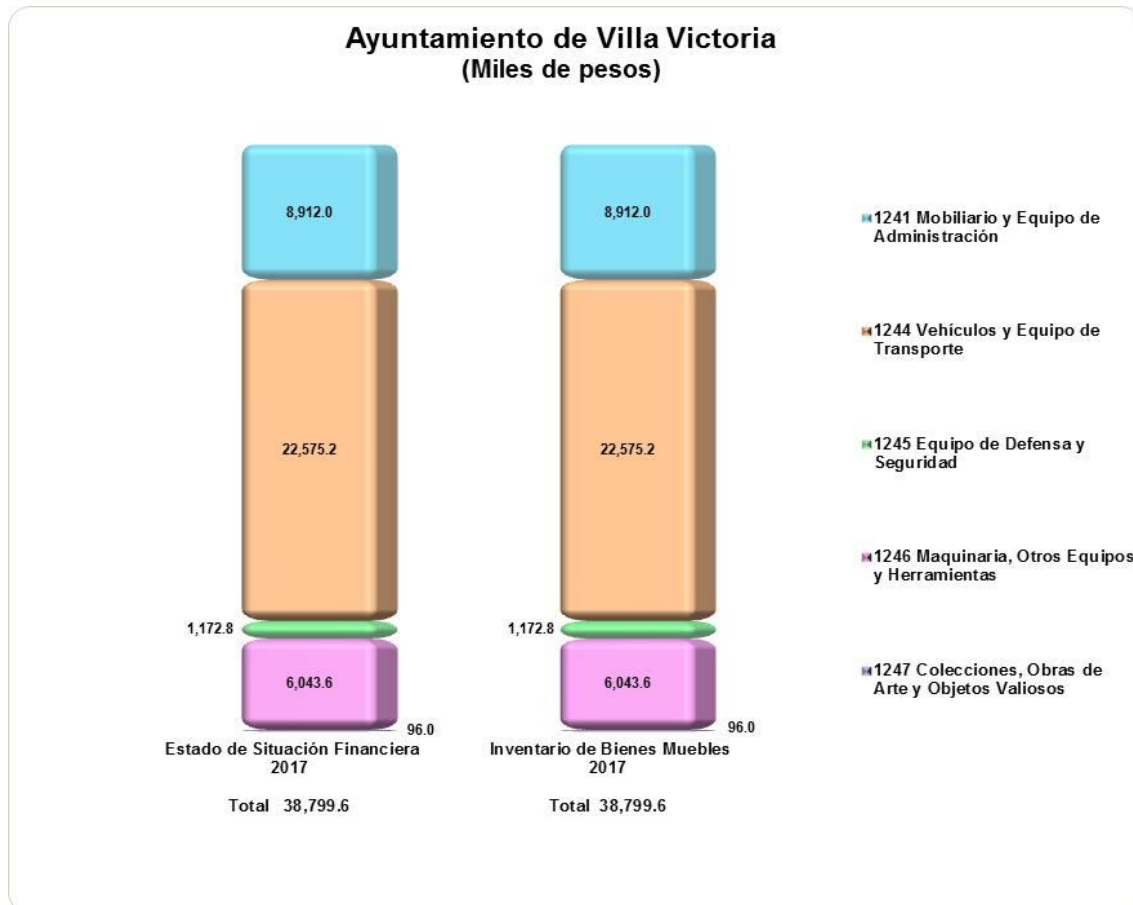 Ayuntamiento de Villa Victoria
(Miles de pesos)
8,912.0
22,575.2
1,172.8
6,043.6
96.0
Estado de Situación Financiera
2017
Total 38,799.6
8,912.0
22,575.2
1,172.8
6,043.6
96.0
Inventario de Bienes Muebles
2017
Total 38,799.6
1241 Mobiliario y Equipo de
Administración
1244 Vehículos y Equipo de
Transporte
1245 Equipo de Defensa y
Seguridad
1246 Maquinaria, Otros Equipos
y Herramientas
1247 Colecciones, Obras de
Arte y Objetos Valiosos